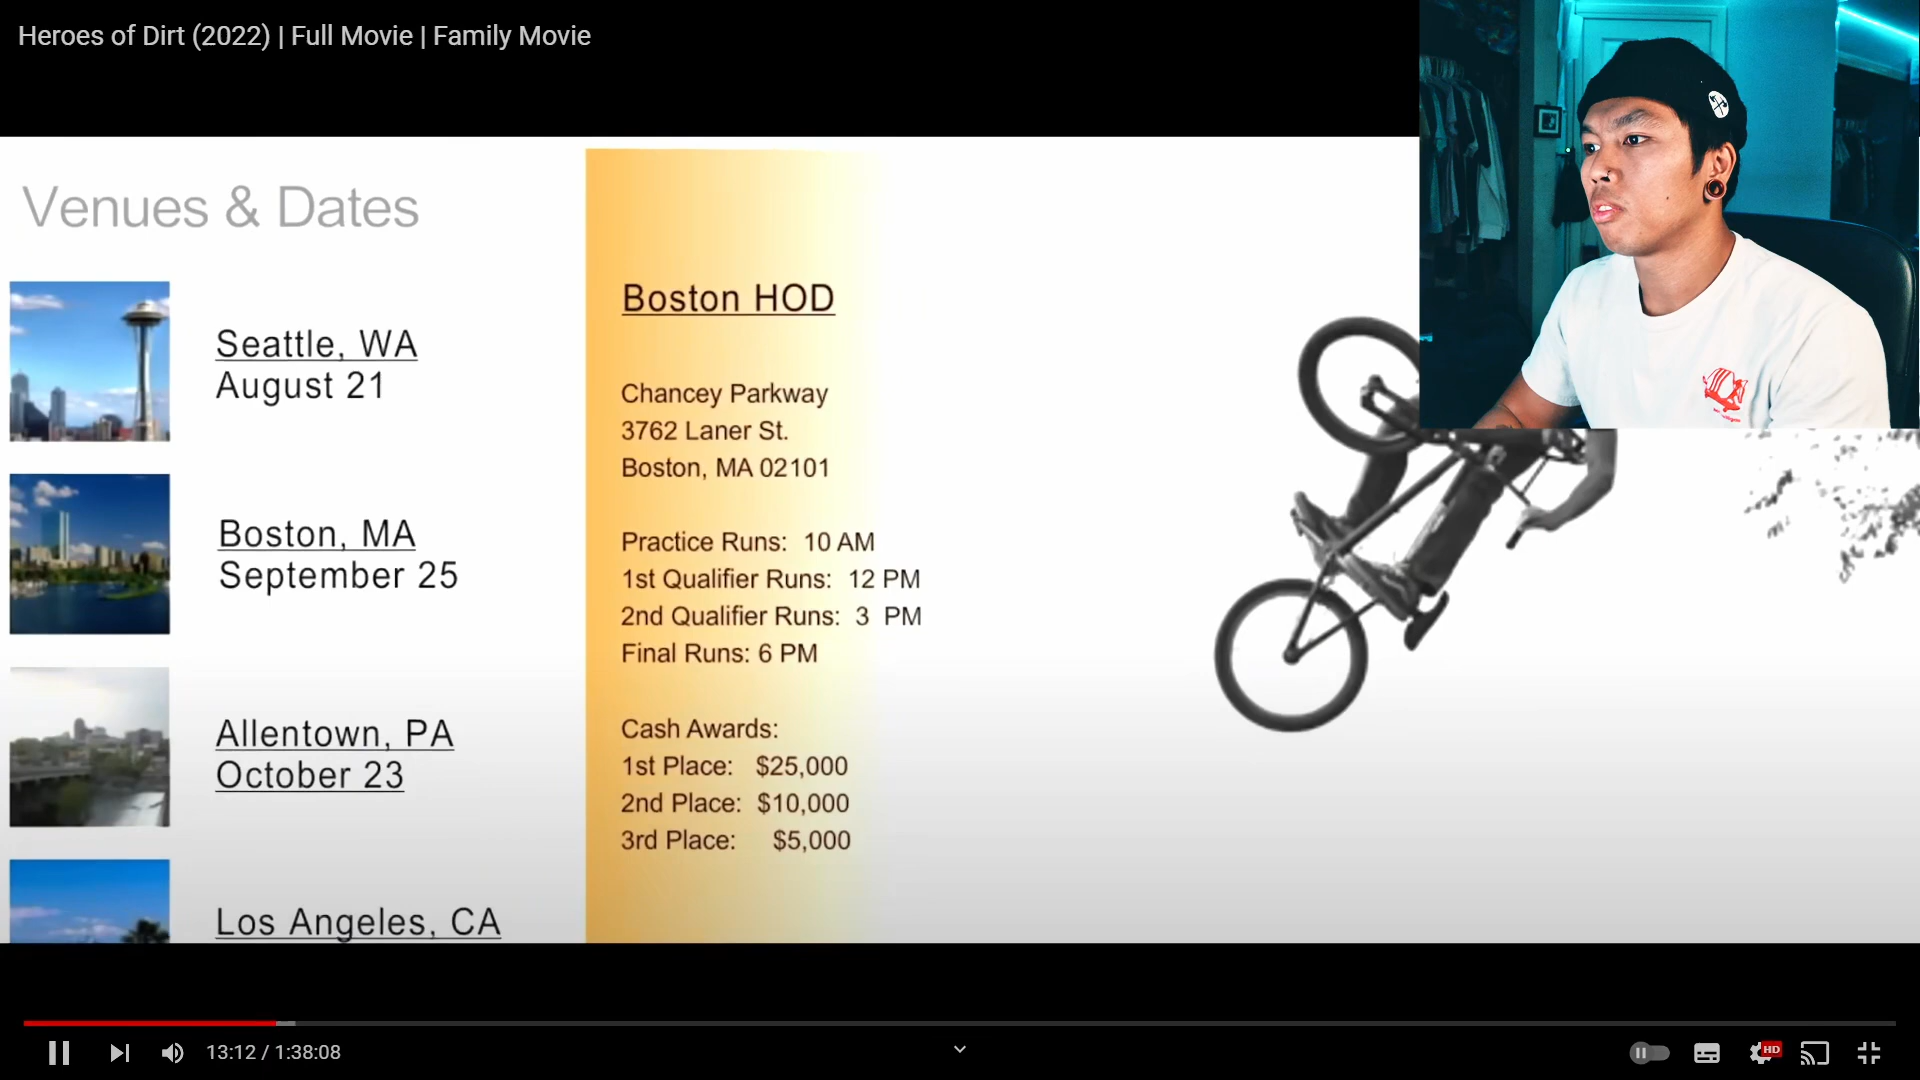 Heroes of Dirt (2022) | Full Movie | Family Movie
Venues & Dates
Seattle, WA
August 21
Boston, MA
September 25
Allentown, PA
October 23
Los Angeles, CA
Boston HOD
Chancey Parkway
3762 Laner St.
Boston, MA 02101
Practice Runs: 10 AM
1st Qualifier Runs: 12 PM
2nd Qualifier Runs: 3 PM
Final Runs: 6 PM
Cash Awards:
1st Place: $25,000
2nd Place: $10,000
3rd Place: $5,000
13:12 / 1:38:08
HD